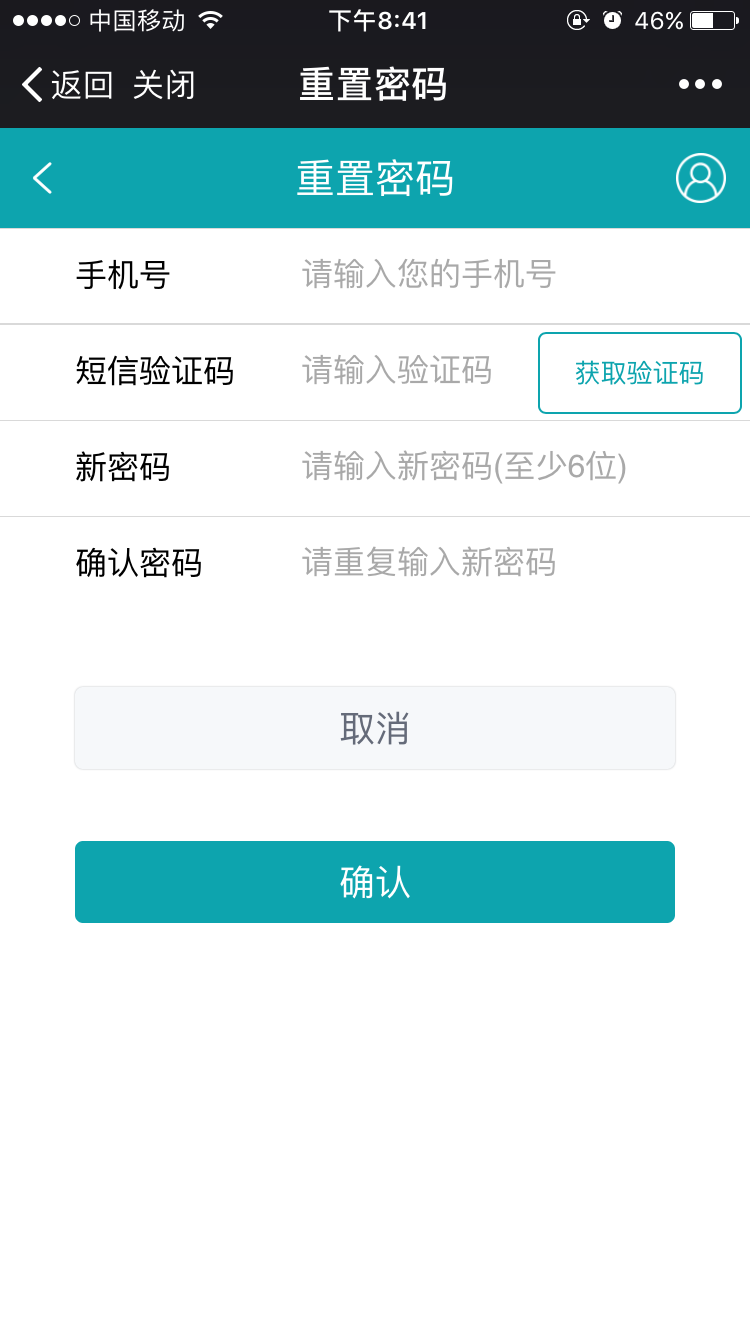 中国移动 下午8:41 46%
返回 关闭 重置密码
重置密码
手机号 请输入您的手机号
短信验证码 请输入验证码 获取验证码
新密码 请输入新密码(至少6位)
确认密码 请重复输入新密码
取消
确认